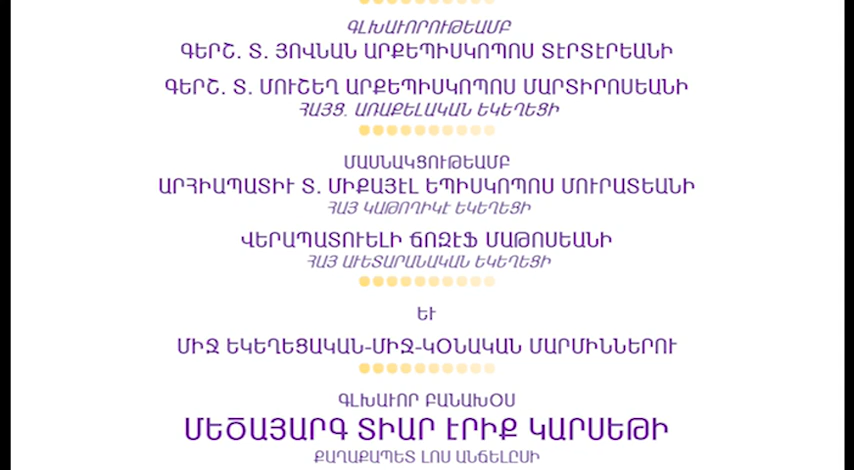 ԳԼԽԱՒՈՐՈՒԹԵԱՄԲ
ԳԵՐՇ. Տ. ՅՈՎՆԱՆ ԱՐՔԵՊԻՍԿՈՊՈՍ ՏԷՐՏԷՐԵԱՆԻ
ԳԵՐՇ. Տ. ՄՈՒՇԵՂ ԱՐՔԵՊԻՍԿՈՊՈՍ ՄԱՐՏԻՐՈՍԵԱՆԻ
ՀԱՅՑ. ԱՌԱՔԵԼԱԿԱՆ ԵԿԵՂԵՑԻ
ՄԱՍՆԱԿՑՈՒԹԵԱՄԲ
ԱՐՀԻԱՊԱՏԻՒ Տ. ՄԻՔԱՅԷԼ ԵՊԻՍԿՈՊՈՍ ՄՈՒՐԱՏԵԱՆԻ
ՀԱՅ ԿԱԹՈՂԻԿԷ ԵԿԵՂԵՑԻ
ՎԵՐԱՊԱՏՈՒԵԼԻ ՃՈԶԷՖ ՄԱԹՈՍԵԱՆԻ
ՀԱՅ ԱՒԵՏԱՐԱՆԱԿԱՆ ԵԿԵՂԵՑԻ
ԵՒ
ՄԻՋ ԵԿԵՂԵՑԱԿԱՆ-ՄԻՋ-ԿՕՆԱԿԱՆ ՄԱՐՄԻՆՆԵՐՈՒ
ԳԼԽԱՒՈՐ ԲԱՆԱԽՕՍ
ՄԵԾԱՅԱՐԳ ՏԻԱՐ ԷՐԻՔ ԿԱՐՍԵԹԻ
ՔԱՂԱՔԱՊԵՏ ԼՈՍ ԱՆՃԵԼԸՍԻ